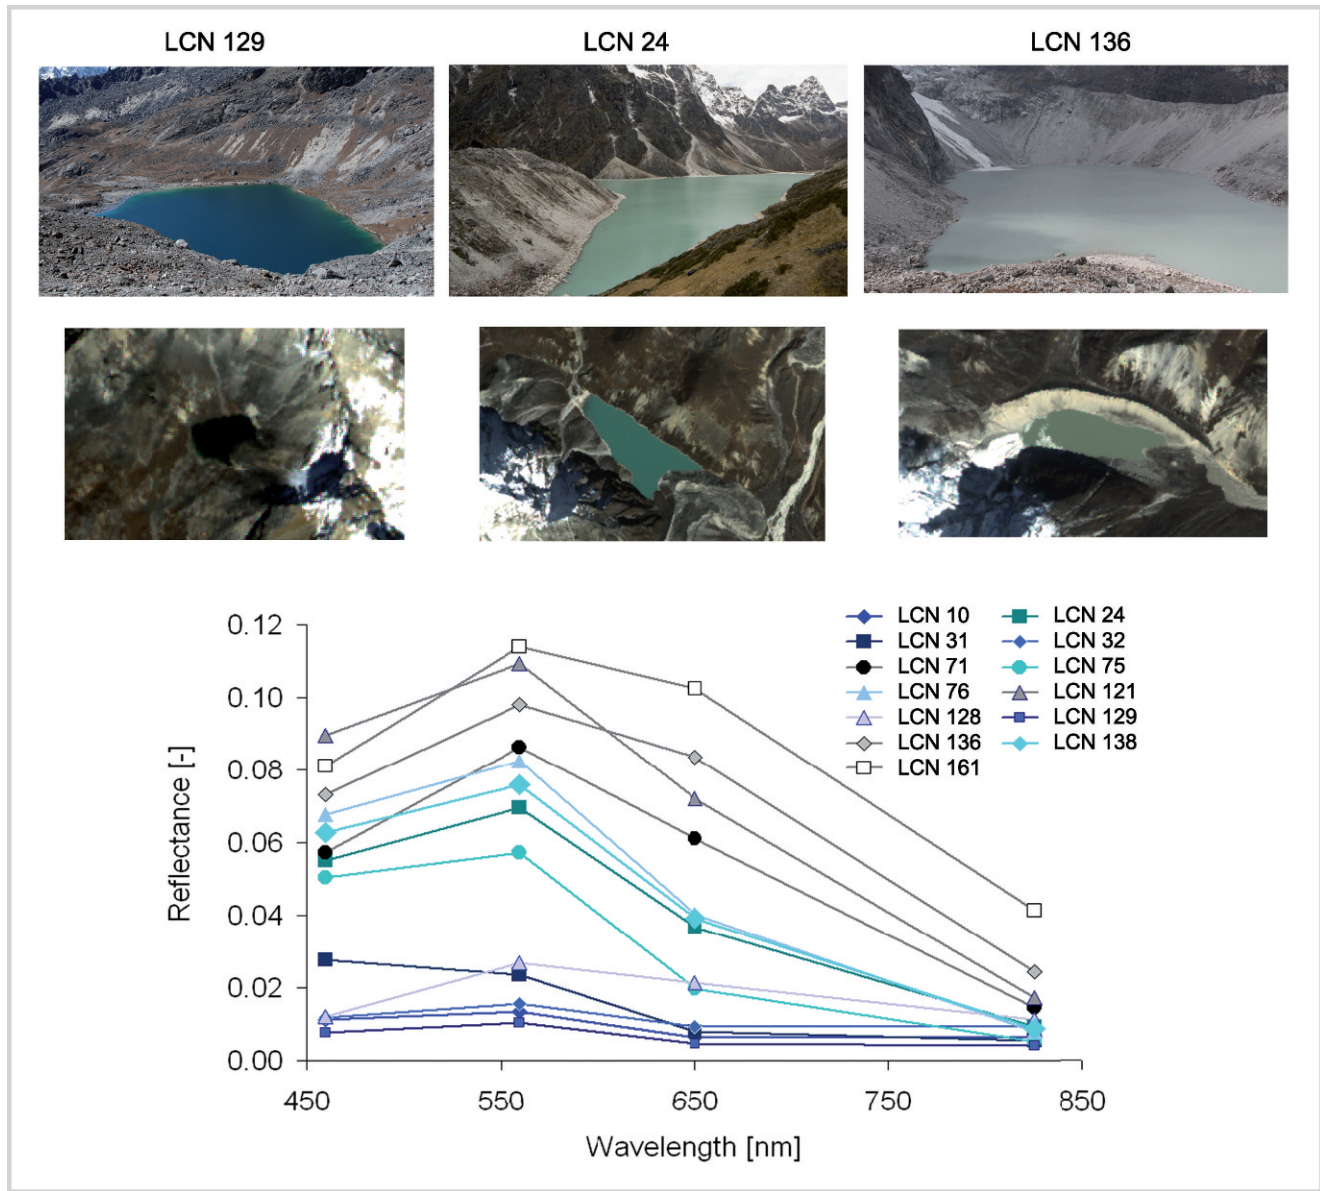 LCN 129 LCN 24 LCN 136
LCN 10 LCN 24
LCN 31 LCN 32
LCN 71 LCN 75
LCN 76 LCN 121
LCN 128 LCN 129
LCN 136 LCN 138
LCN 161
0.12
0.10
0.08
0.06
0.04
0.02
0.00
Reflectance [-]
450 550 650 750 850
Wavelength [nm]